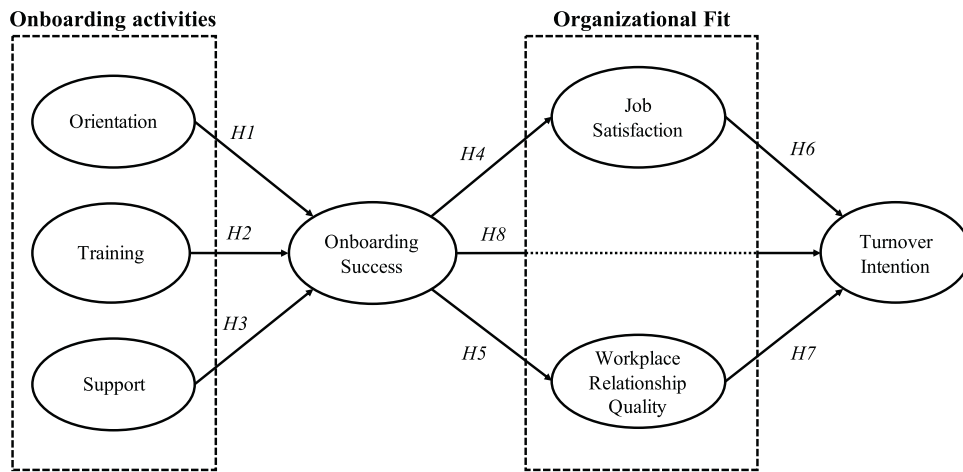 Onboarding activities
Organizational Fit
Orientation
Training
Support
H1
H2
H3
Onboarding
Success
H4
H8
H5
Job
Satisfaction
Workplace
Relationship
Quality
H6
H7
Turnover
Intention